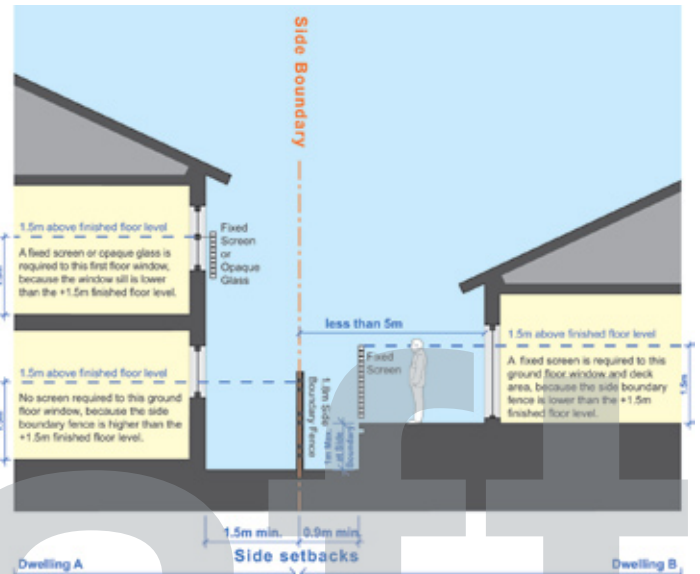 Side Boundary
1.5m above finished floor level
A fixed screen or opaque glass is
required to this first floor window,
because the window sill is lower
than the +1.5m finished floor level.
Fixed
Screen
or
Opaque
Glass
less than 5m
1.5m above finished floor level
No screen required to this ground
floor window, because the side
boundary fence is higher than the
+1.5m finished floor level.
1.8m Side
Boundary Fence
1m Max.
at Side
Boundary
Fixed
Screen
1.5m above finished floor level
A fixed screen is required to this
ground floor window and deck
area, because the side boundary
fence is lower than the +1.5m
finished floor level.
1.5m
1.5m min.
0.9m min
Side setbacks
Dwelling A
Dwelling B